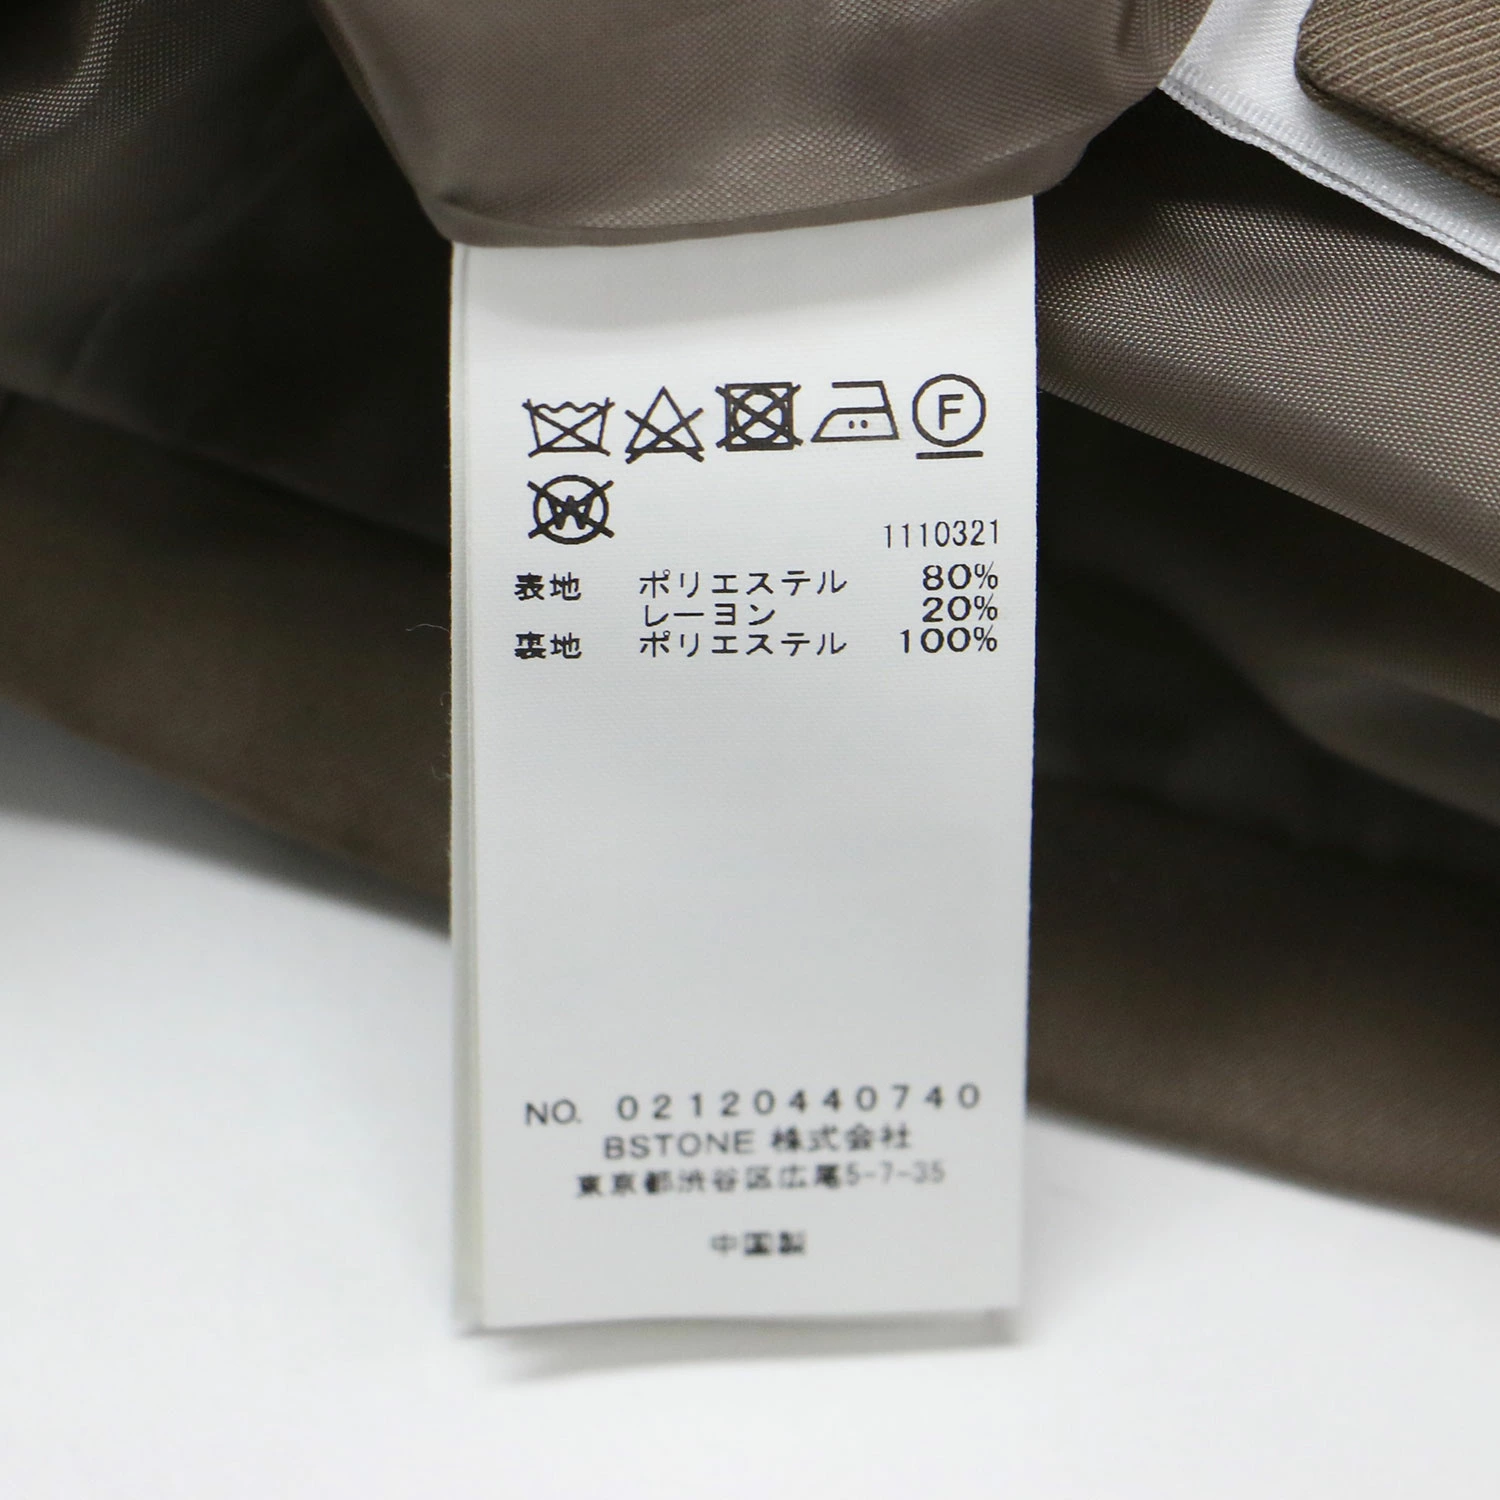 F
W
1110321
表地 ポリエステル 80%
レーヨン 20%
裏地 ポリエステル 100%
NO. 02120440740
BSTONE 株式会社
東京都渋谷区広尾5-7-35
中国製